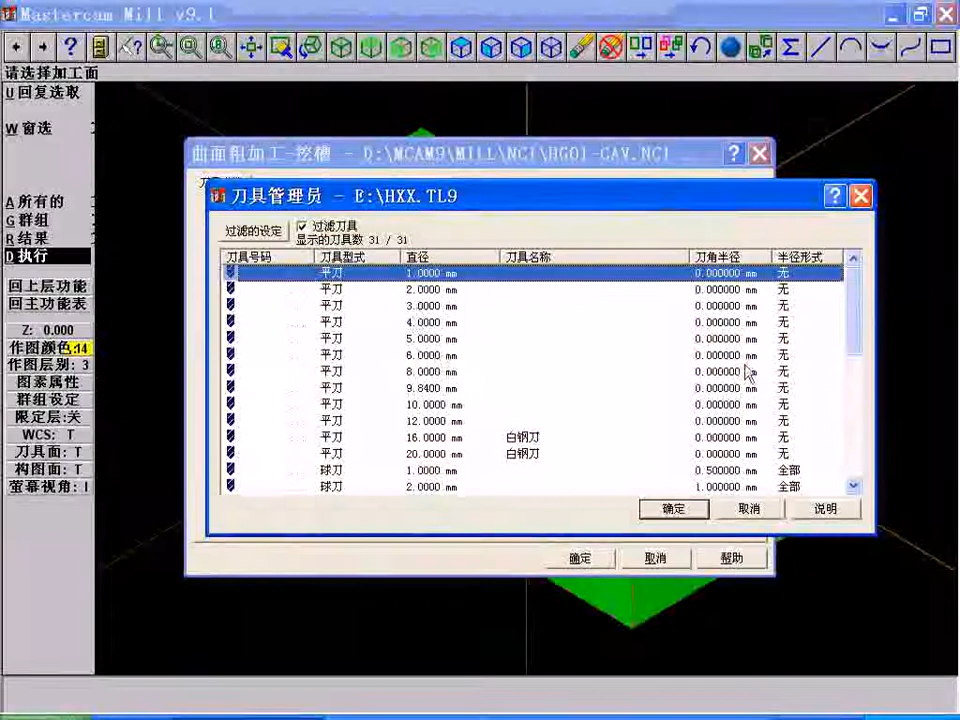 Mastercam Mill v9.1
请选择加工面
U回复选取
W窗选
A所有的
G群组
R结果
D执行
回上层功能
回主功能表
Z: 0.000
作图颜色:14
作图层别: 3
图素属性
群组设定
限定层:关
WCS: T
刀具面: T
构图面: T
萤幕视角: I
曲面粗加工-挖槽 - D:\MCAM9\MILL\NCI\HG01-CAV.NCI
刀具管理员 - E:\HXX.TL9
过滤的设定
过滤刀具
显示的刀具数 31 / 31
刀具号码 刀具型式 直径 刀具名称 刀角半径 半径形式
平刀 1.0000 mm 0.000000 mm 无
平刀 2.0000 mm 0.000000 mm 无
平刀 3.0000 mm 0.000000 mm 无
平刀 4.0000 mm 0.000000 mm 无
平刀 5.0000 mm 0.000000 mm 无
平刀 6.0000 mm 0.000000 mm 无
平刀 8.0000 mm 0.000000 mm 无
平刀 9.8400 mm 0.000000 mm 无
平刀 10.0000 mm 0.000000 mm 无
平刀 12.0000 mm 0.000000 mm 无
平刀 16.0000 mm 白钢刀 0.000000 mm 无
平刀 20.0000 mm 白钢刀 0.000000 mm 无
球刀 1.0000 mm 0.500000 mm 全部
球刀 2.0000 mm 1.000000 mm 全部
确定 取消 说明
确定 取消 帮助